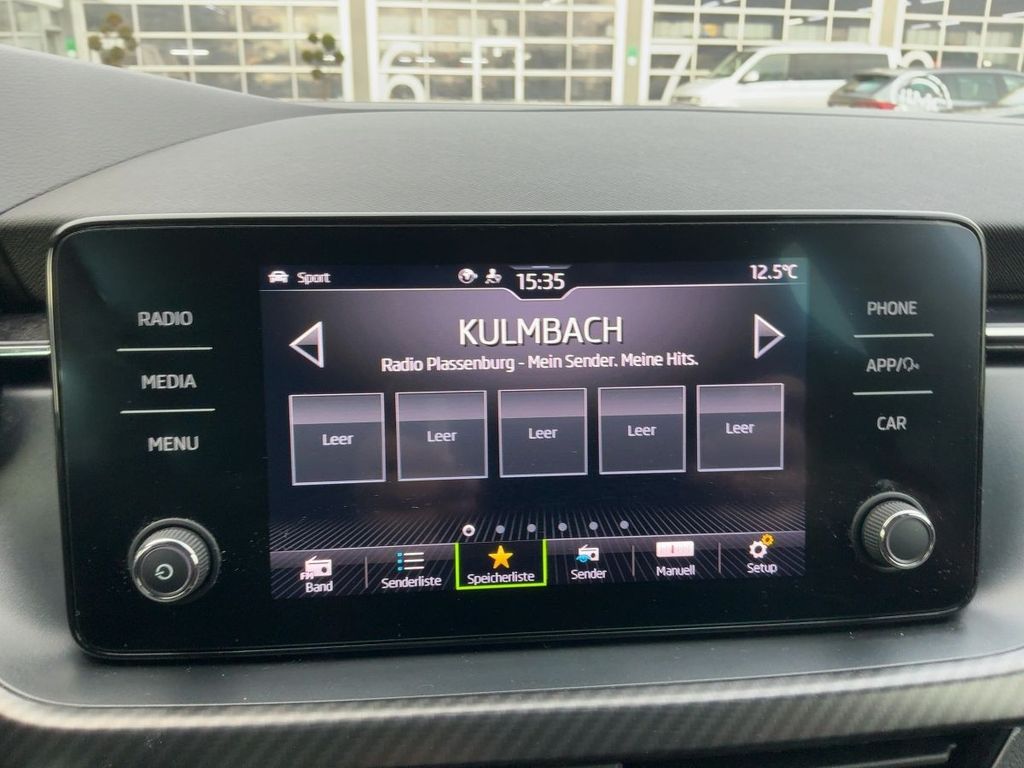 Sport
15:35
12.5°C
RADIO
MEDIA
MENU
KULMBACH
Radio Plassenburg - Mein Sender. Meine Hits.
Leer
Leer
Leer
Leer
Leer
FM
Band
Senderliste
Speicherliste
Sender
Manuell
Setup
PHONE
APP/
CAR